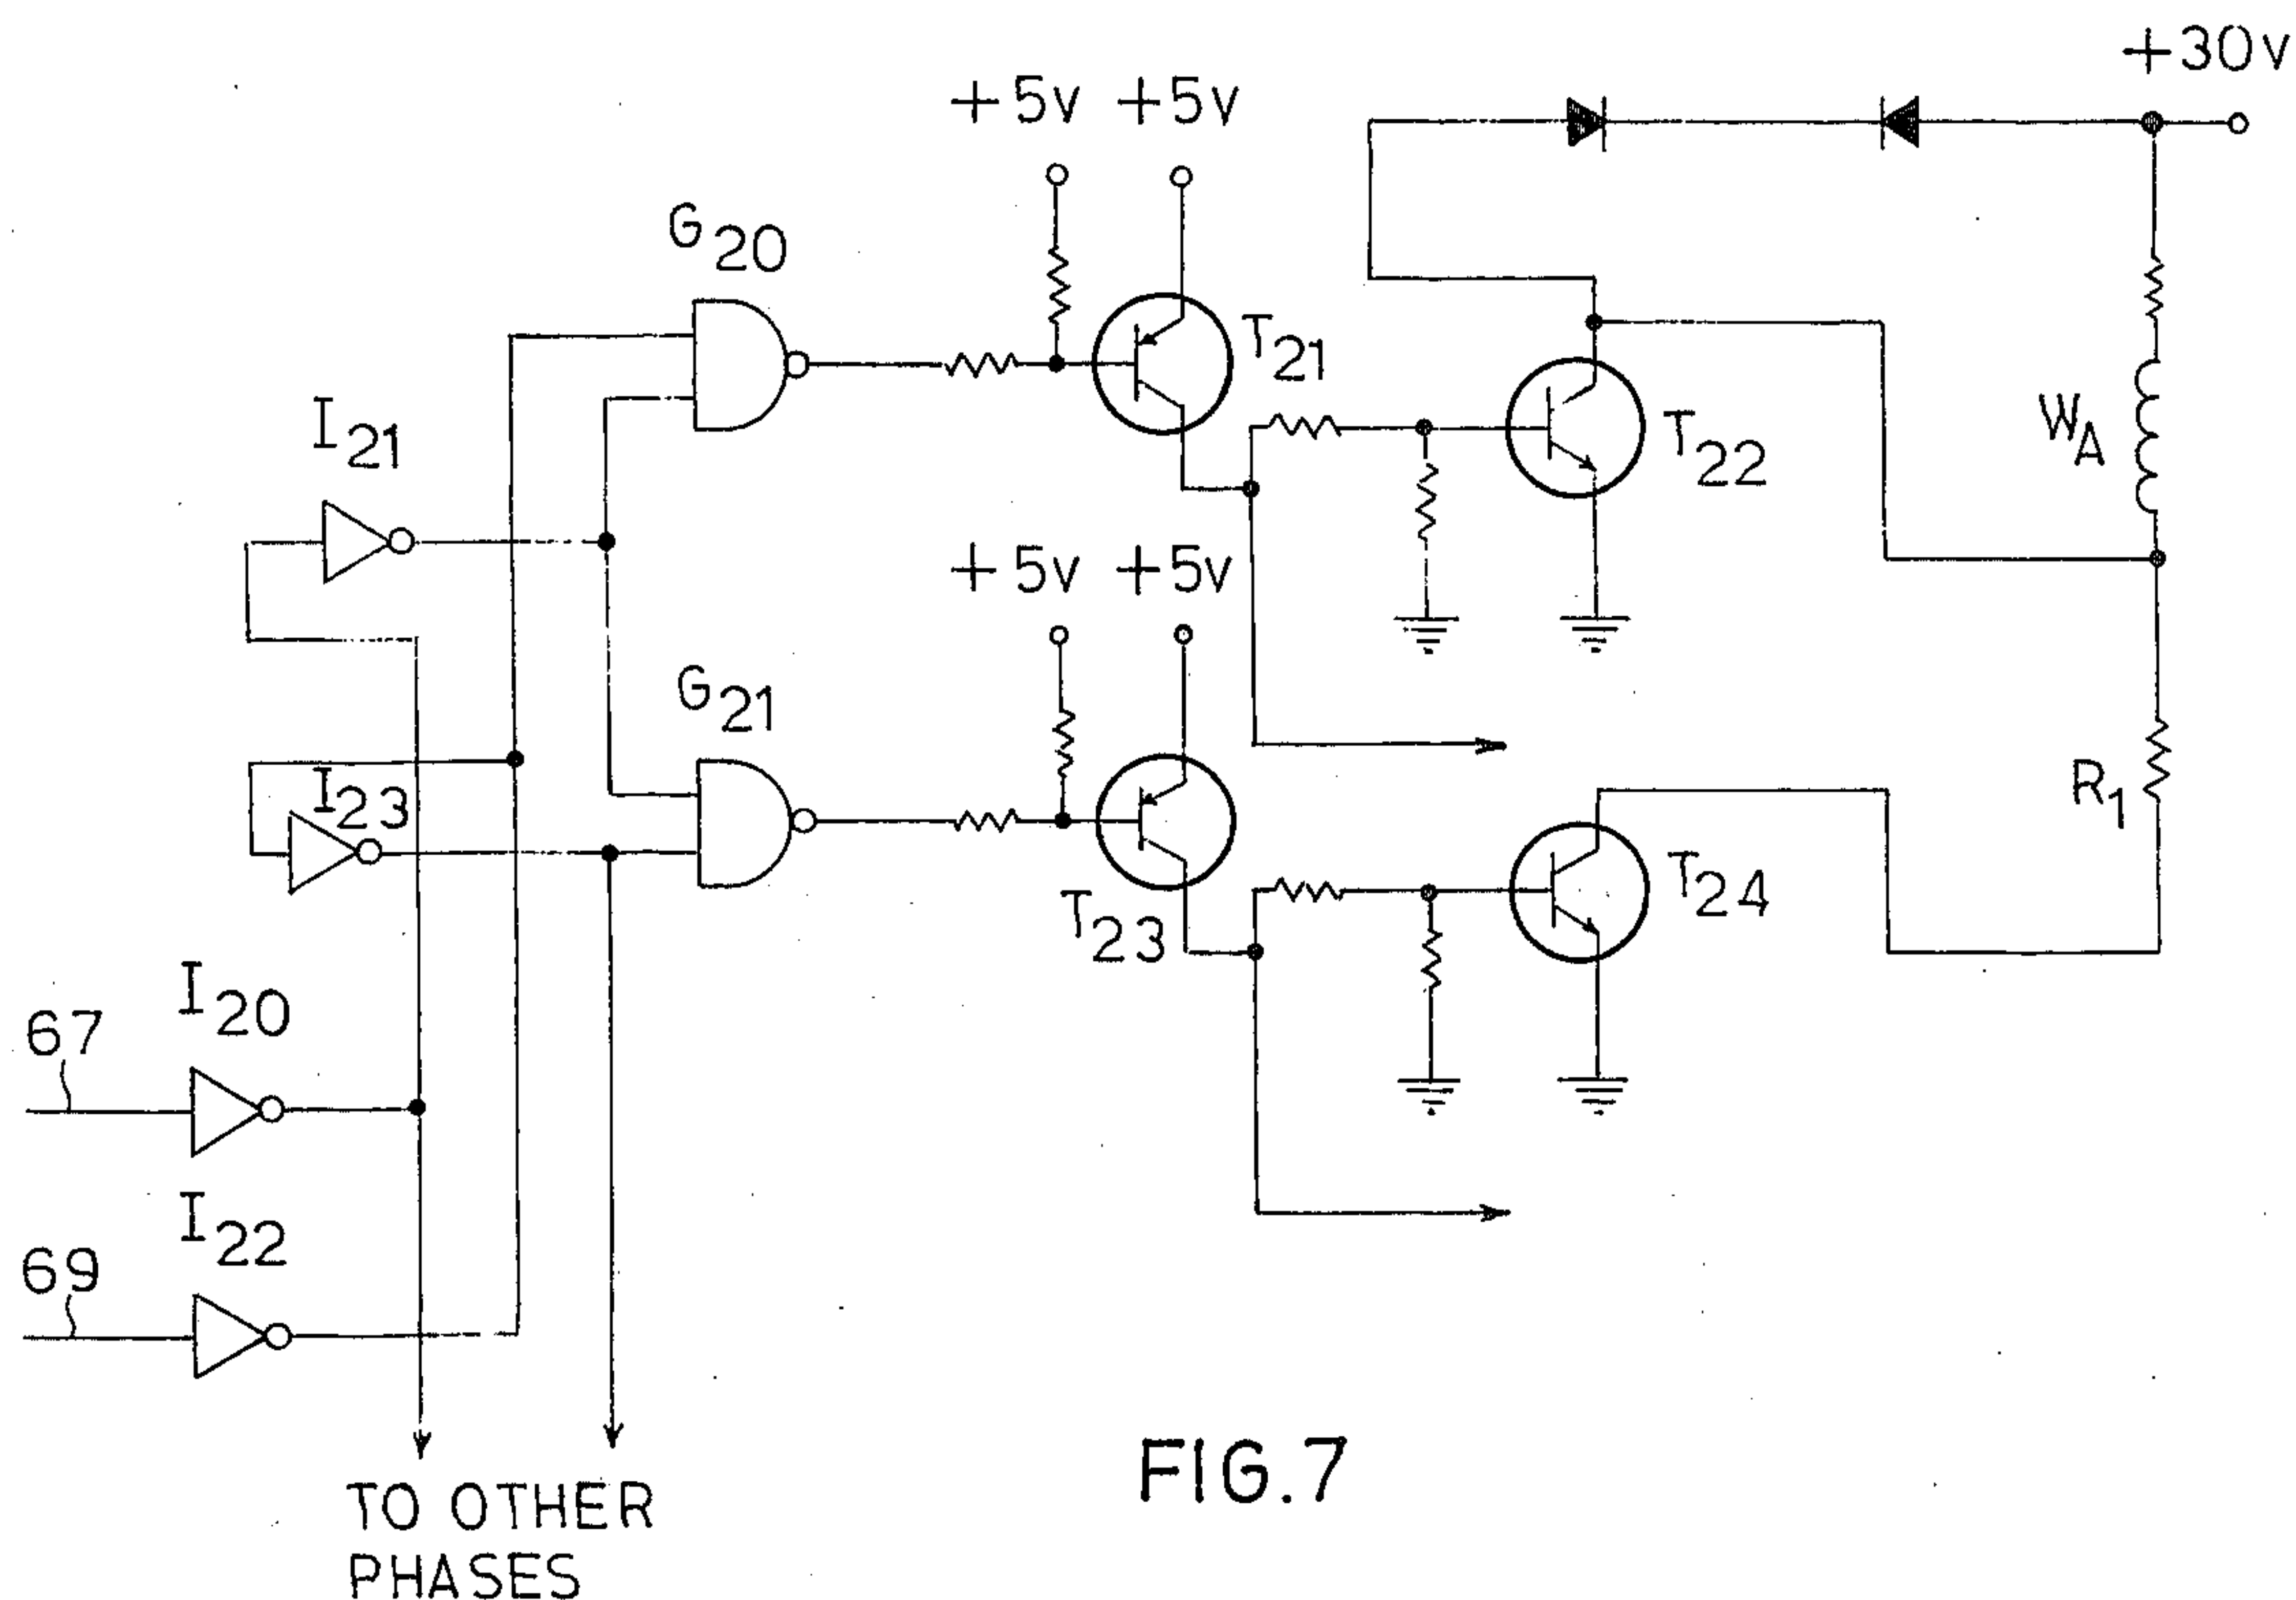 +30v
+5v +5v
G20
T21
I21
T22
WA
+5v +5v
G21
I23
R1
T23
T24
I20
67
I22
69
FIG.7
TO OTHER
PHASES